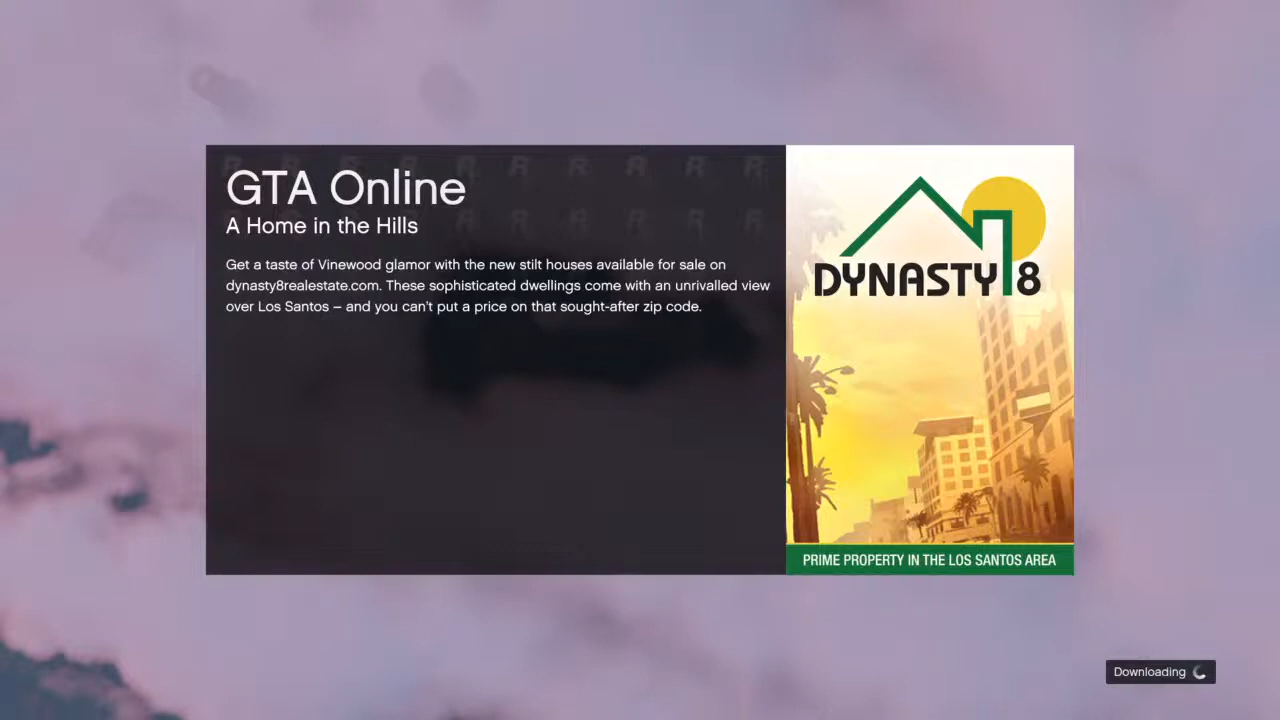 GTA Online
A Home in the Hills
Get a taste of Vinewood glamor with the new stilt houses available for sale on
dynasty8realestate.com. These sophisticated dwellings come with an unrivalled view
over Los Santos – and you can't put a price on that sought-after zip code.
DYNASTY 8
PRIME PROPERTY IN THE LOS SANTOS AREA
Downloading